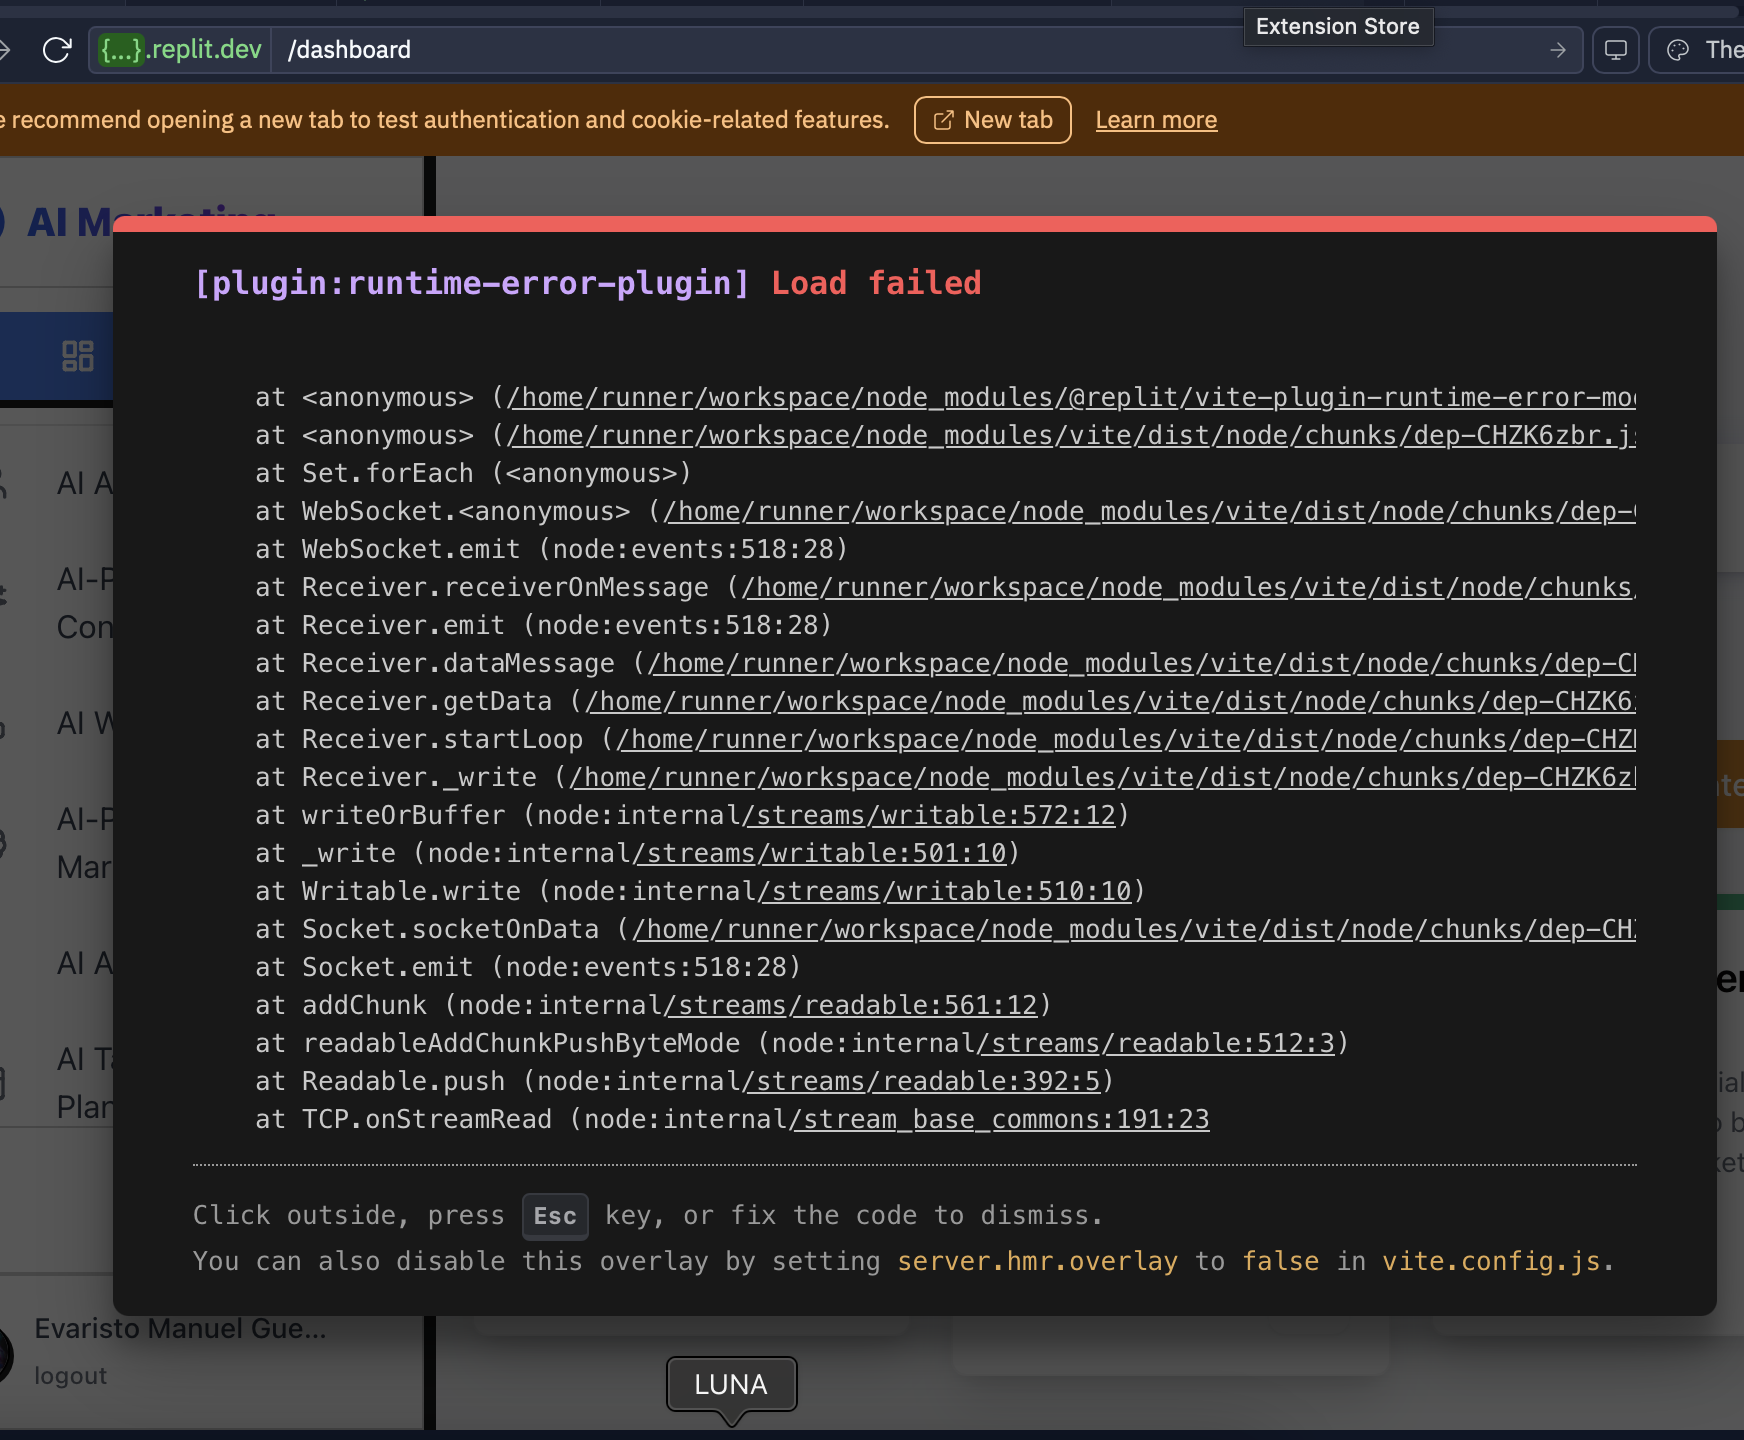 Extension Store
{...}.replit.dev /dashboard
The
e recommend opening a new tab to test authentication and cookie-related features. New tab Learn more
AI Marketing
[plugin:runtime-error-plugin] Load failed
at <anonymous> (/home/runner/workspace/node_modules/@replit/vite-plugin-runtime-error-mo
at <anonymous> (/home/runner/workspace/node_modules/vite/dist/node/chunks/dep-CHZK6zbr.js
at Set.forEach (<anonymous>)
at WebSocket.<anonymous> (/home/runner/workspace/node_modules/vite/dist/node/chunks/dep-
at WebSocket.emit (node:events:518:28)
at Receiver.receiverOnMessage (/home/runner/workspace/node_modules/vite/dist/node/chunks/
at Receiver.emit (node:events:518:28)
at Receiver.dataMessage (/home/runner/workspace/node_modules/vite/dist/node/chunks/dep-CH
at Receiver.getData (/home/runner/workspace/node_modules/vite/dist/node/chunks/dep-CHZK6z
at Receiver.startLoop (/home/runner/workspace/node_modules/vite/dist/node/chunks/dep-CHZK
at Receiver._write (/home/runner/workspace/node_modules/vite/dist/node/chunks/dep-CHZK6zb
at writeOrBuffer (node:internal/streams/writable:572:12)
at _write (node:internal/streams/writable:501:10)
at Writable.write (node:internal/streams/writable:510:10)
at Socket.socketOnData (/home/runner/workspace/node_modules/vite/dist/node/chunks/dep-CHZ
at Socket.emit (node:events:518:28)
at addChunk (node:internal/streams/readable:561:12)
at readableAddChunkPushByteMode (node:internal/streams/readable:512:3)
at Readable.push (node:internal/streams/readable:392:5)
at TCP.onStreamRead (node:internal/stream_base_commons:191:23
Click outside, press Esc key, or fix the code to dismiss.
You can also disable this overlay by setting server.hmr.overlay to false in vite.config.js.
AI A
AI-P
Con
AI W
AI-P
Mar
AI A
AI Ta
Plan
Evaristo Manuel Gue...
logout
LUNA